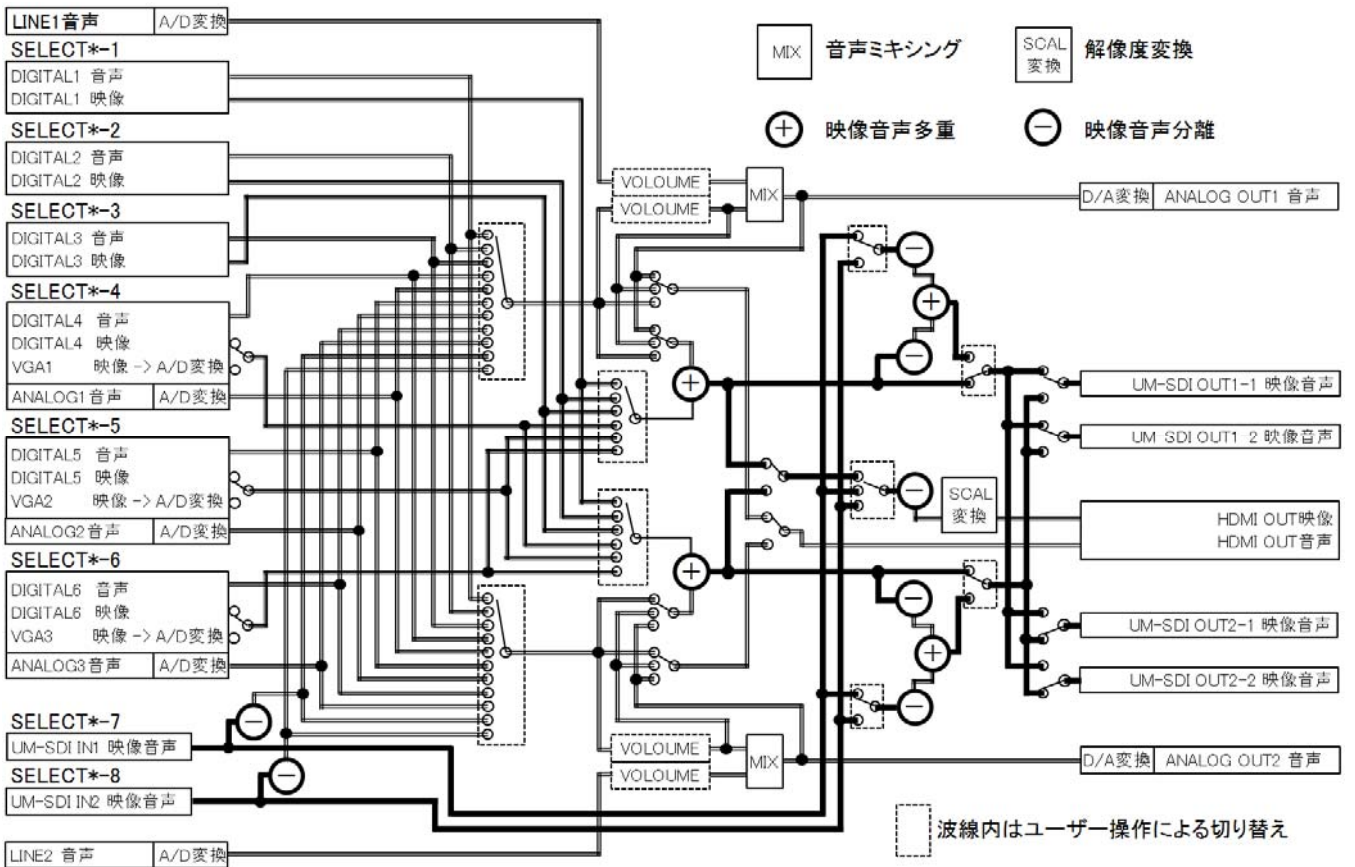 LINE1音声 A/D変換
SELECT*-1
DIGITAL1 音声
DIGITAL1 映像
SELECT*-2
DIGITAL2 音声
DIGITAL2 映像
SELECT*-3
DIGITAL3 音声
DIGITAL3 映像
SELECT*-4
DIGITAL4 音声
DIGITAL4 映像
VGA1 映像 -> A/D変換
ANALOG1音声 A/D変換
SELECT*-5
DIGITAL5 音声
DIGITAL5 映像
VGA2 映像 -> A/D変換
ANALOG2音声 A/D変換
SELECT*-6
DIGITAL6 音声
DIGITAL6 映像
VGA3 映像 -> A/D変換
ANALOG3音声 A/D変換
SELECT*-7
UM-SDI IN1 映像音声
SELECT*-8
UM-SDI IN2 映像音声
LINE2 音声 A/D変換
MIX 音声ミキシング
SCAL
変換
解像度変換
+ 映像音声多重
− 映像音声分離
VOLOUME
VOLOUME
MIX
D/A変換 ANALOG OUT1 音声
UM-SDI OUT1-1 映像音声
UM SDI OUT1 2 映像音声
SCAL
変換
HDMI OUT映像
HDMI OUT音声
UM-SDI OUT2-1 映像音声
UM-SDI OUT2-2 映像音声
VOLOUME
VOLOUME
MIX
D/A変換 ANALOG OUT2 音声
波線内はユーザー操作による切り替え